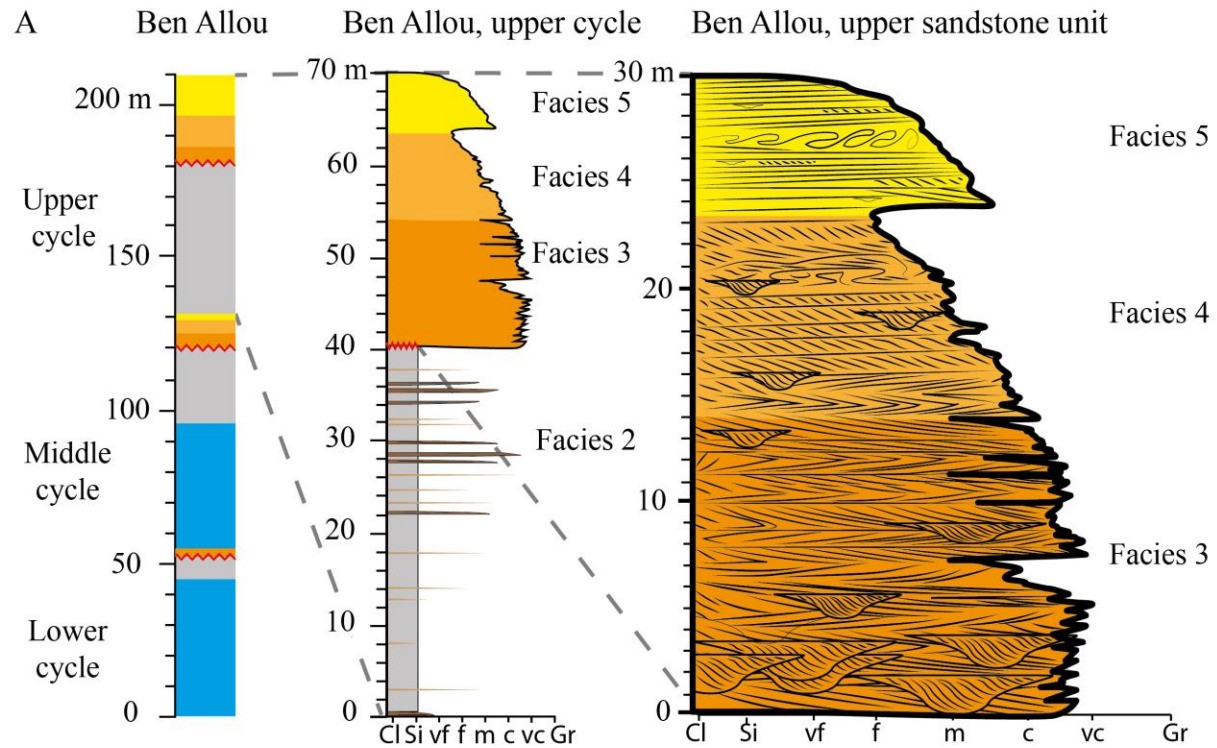 A
Ben Allou
Ben Allou, upper cycle
Ben Allou, upper sandstone unit
200 m
150
100
50
0
Upper
cycle
Middle
cycle
Lower
cycle
70 m
60
50
40
30
20
10
0
Facies 5
Facies 4
Facies 3
Facies 2
Cl Si vf f m c vc Gr
30 m
20
10
0
Facies 5
Facies 4
Facies 3
Cl Si vf f m c vc Gr